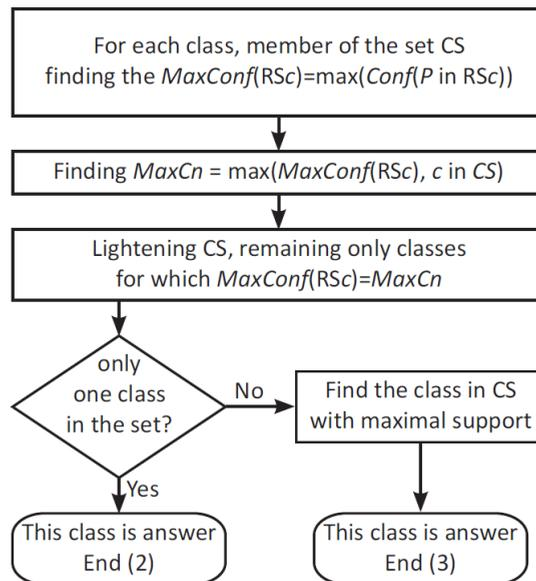 For each class, member of the set CS
finding the MaxConf(RSc)=max(Conf(P in RSc))
Finding MaxCn = max(MaxConf(RSc), c in CS)
Lightening CS, remaining only classes
for which MaxConf(RSc)=MaxCn
only
one class
in the set?
No
Find the class in CS
with maximal support
Yes
This class is answer
End (2)
This class is answer
End (3)